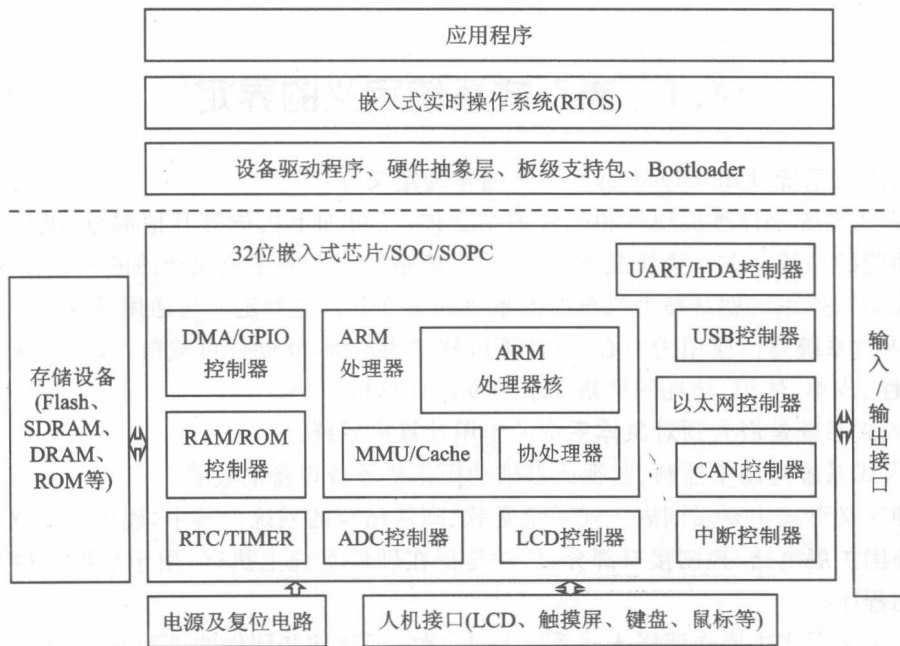 应用程序
嵌入式实时操作系统(RTOS)
设备驱动程序、硬件抽象层、板级支持包、Bootloader
32位嵌入式芯片/SOC/SOPC
UART/IrDA控制器
存储设备
(Flash、
SDRAM、
DRAM、
ROM等)
DMA/GPIO
控制器
RAM/ROM
控制器
RTC/TIMER
ARM
处理器
ARM
处理器核
MMU/Cache
协处理器
ADC控制器
LCD控制器
USB控制器
以太网控制器
CAN控制器
中断控制器
输入/输出接口
电源及复位电路
人机接口(LCD、触摸屏、键盘、鼠标等)